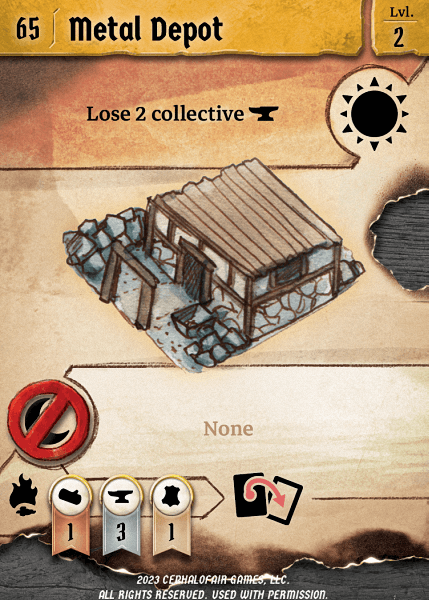 65 Metal Depot
Lvl.
2
Lose 2 collective
None
1 3 1
2023 CEPHALOFAIR GAMES, LLC.
ALL RIGHTS RESERVED. USED WITH PERMISSION.